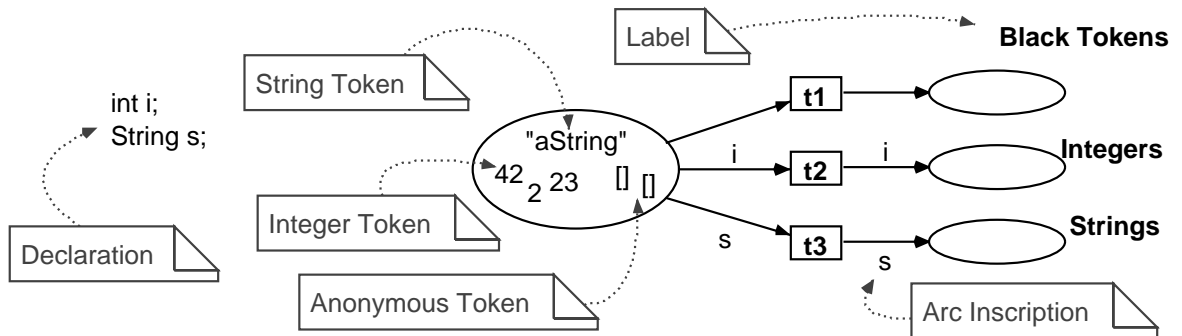 Label
Black Tokens
String Token
int i;
String s;
t1
"aString"
i
t2
i
Integers
42
2
23
[]
[]
Integer Token
s
t3
s
Strings
Declaration
Anonymous Token
Arc Inscription